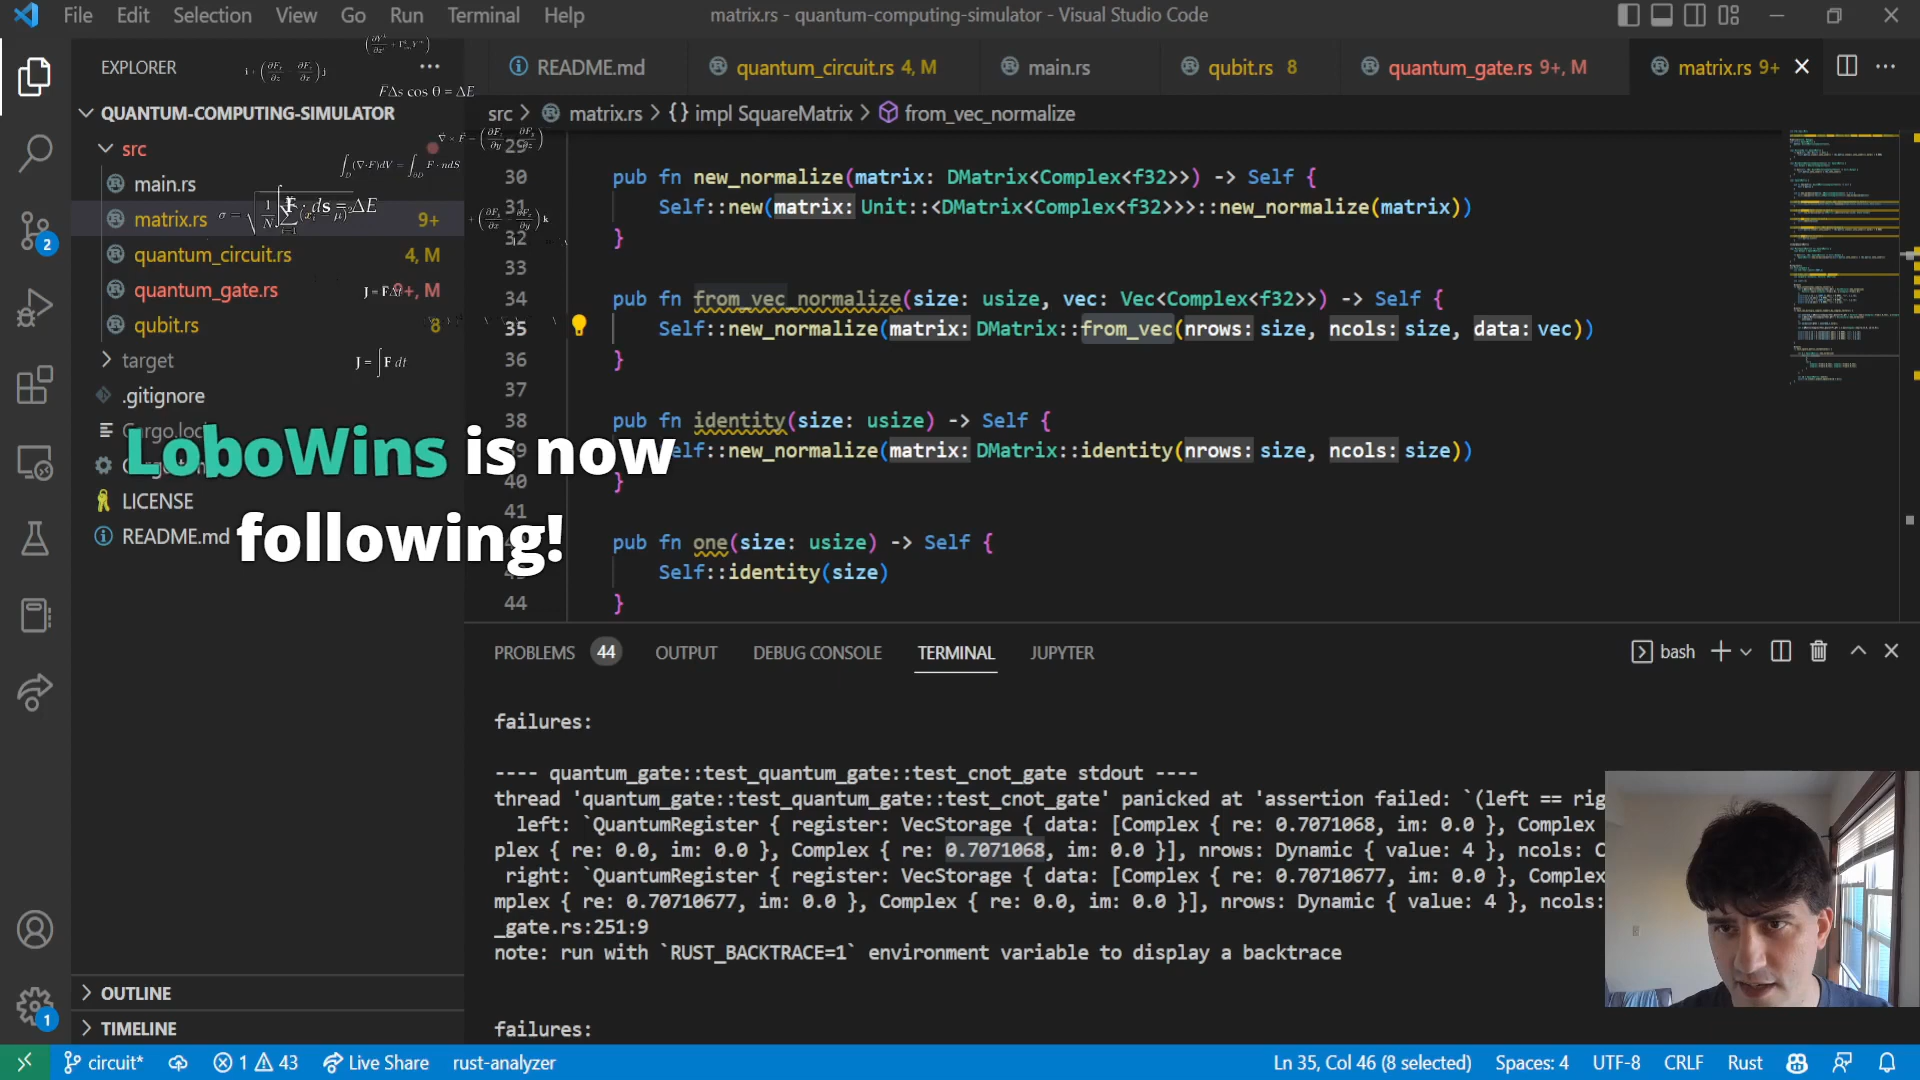 File Edit Selection View Go Run Terminal Help
matrix.rs - quantum-computing-simulator - Visual Studio Code
EXPLORER
README.md
quantum_circuit.rs 4, M
main.rs
qubit.rs 8
quantum_gate.rs 9+, M
matrix.rs 9+
FΔs cos θ = ΔE
QUANTUM-COMPUTING-SIMULATOR
src > matrix.rs > {} impl SquareMatrix > from_vec_normalize
src
main.rs
matrix.rs 9+
quantum_circuit.rs 4, M
quantum_gate.rs 9+, M
qubit.rs 8
target
.gitignore
LICENSE
README.md
J = FΔt
J = ∫ F dt
LoboWins is now
following!
29
30 pub fn new_normalize(matrix: DMatrix<Complex<f32>>) -> Self {
31 Self::new(matrix: Unit::<DMatrix<Complex<f32>>>::new_normalize(matrix))
32 }
33
34 pub fn from_vec_normalize(size: usize, vec: Vec<Complex<f32>>) -> Self {
35 Self::new_normalize(matrix: DMatrix::from_vec(nrows: size, ncols: size, data: vec))
36 }
37
38 pub fn identity(size: usize) -> Self {
elf::new_normalize(matrix: DMatrix::identity(nrows: size, ncols: size))
40 }
41
pub fn one(size: usize) -> Self {
Self::identity(size)
44 }
PROBLEMS 44 OUTPUT DEBUG CONSOLE TERMINAL JUPYTER
bash
failures:
---- quantum_gate::test_quantum_gate::test_cnot_gate stdout ----
thread 'quantum_gate::test_quantum_gate::test_cnot_gate' panicked at 'assertion failed: `(left == rig
left: `QuantumRegister { register: VecStorage { data: [Complex { re: 0.7071068, im: 0.0 }, Complex
plex { re: 0.0, im: 0.0 }, Complex { re: 0.7071068, im: 0.0 }], nrows: Dynamic { value: 4 }, ncols: C
right: `QuantumRegister { register: VecStorage { data: [Complex { re: 0.70710677, im: 0.0 }, Complex
mplex { re: 0.70710677, im: 0.0 }, Complex { re: 0.0, im: 0.0 }], nrows: Dynamic { value: 4 }, ncols:
_gate.rs:251:9
note: run with `RUST_BACKTRACE=1` environment variable to display a backtrace
failures:
OUTLINE
TIMELINE
2
1
circuit* 1 43 Live Share rust-analyzer
Ln 35, Col 46 (8 selected) Spaces: 4 UTF-8 CRLF Rust